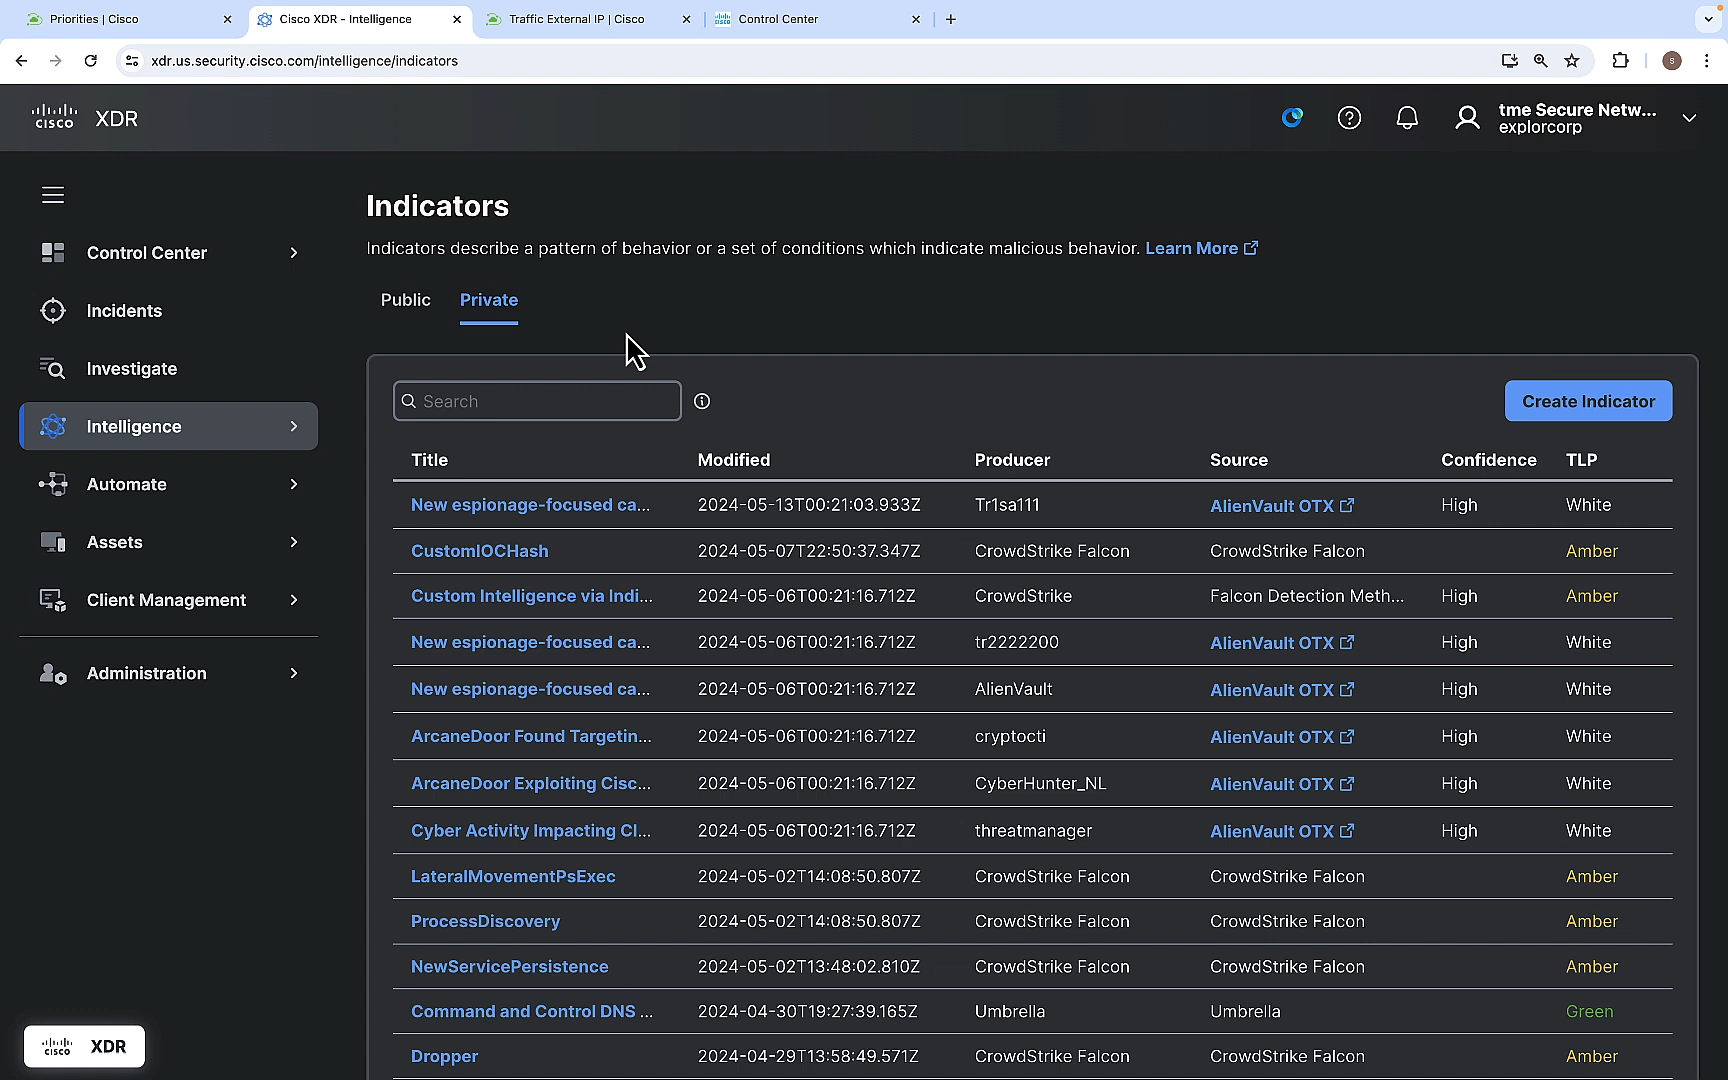 Priorities | Cisco
Cisco XDR - Intelligence
Traffic External IP | Cisco
Control Center
xdr.us.security.cisco.com/intelligence/indicators
S
cisco XDR
tme Secure Netw...
explorcorp
Control Center
Incidents
Investigate
Intelligence
Automate
Assets
Client Management
Administration
cisco XDR
Indicators
Indicators describe a pattern of behavior or a set of conditions which indicate malicious behavior. Learn More
Public Private
Search
Create Indicator
Title Modified Producer Source Confidence TLP
New espionage-focused ca... 2024-05-13T00:21:03.933Z Tr1sa111 AlienVault OTX High White
CustomIOCHash 2024-05-07T22:50:37.347Z CrowdStrike Falcon CrowdStrike Falcon Amber
Custom Intelligence via Indi... 2024-05-06T00:21:16.712Z CrowdStrike Falcon Detection Meth... High Amber
New espionage-focused ca... 2024-05-06T00:21:16.712Z tr2222200 AlienVault OTX High White
New espionage-focused ca... 2024-05-06T00:21:16.712Z AlienVault AlienVault OTX High White
ArcaneDoor Found Targetin... 2024-05-06T00:21:16.712Z cryptocti AlienVault OTX High White
ArcaneDoor Exploiting Cisc... 2024-05-06T00:21:16.712Z CyberHunter_NL AlienVault OTX High White
Cyber Activity Impacting CI... 2024-05-06T00:21:16.712Z threatmanager AlienVault OTX High White
LateralMovementPsExec 2024-05-02T14:08:50.807Z CrowdStrike Falcon CrowdStrike Falcon Amber
ProcessDiscovery 2024-05-02T14:08:50.807Z CrowdStrike Falcon CrowdStrike Falcon Amber
NewServicePersistence 2024-05-02T13:48:02.810Z CrowdStrike Falcon CrowdStrike Falcon Amber
Command and Control DNS ... 2024-04-30T19:27:39.165Z Umbrella Umbrella Green
Dropper 2024-04-29T13:58:49.571Z CrowdStrike Falcon CrowdStrike Falcon Amber